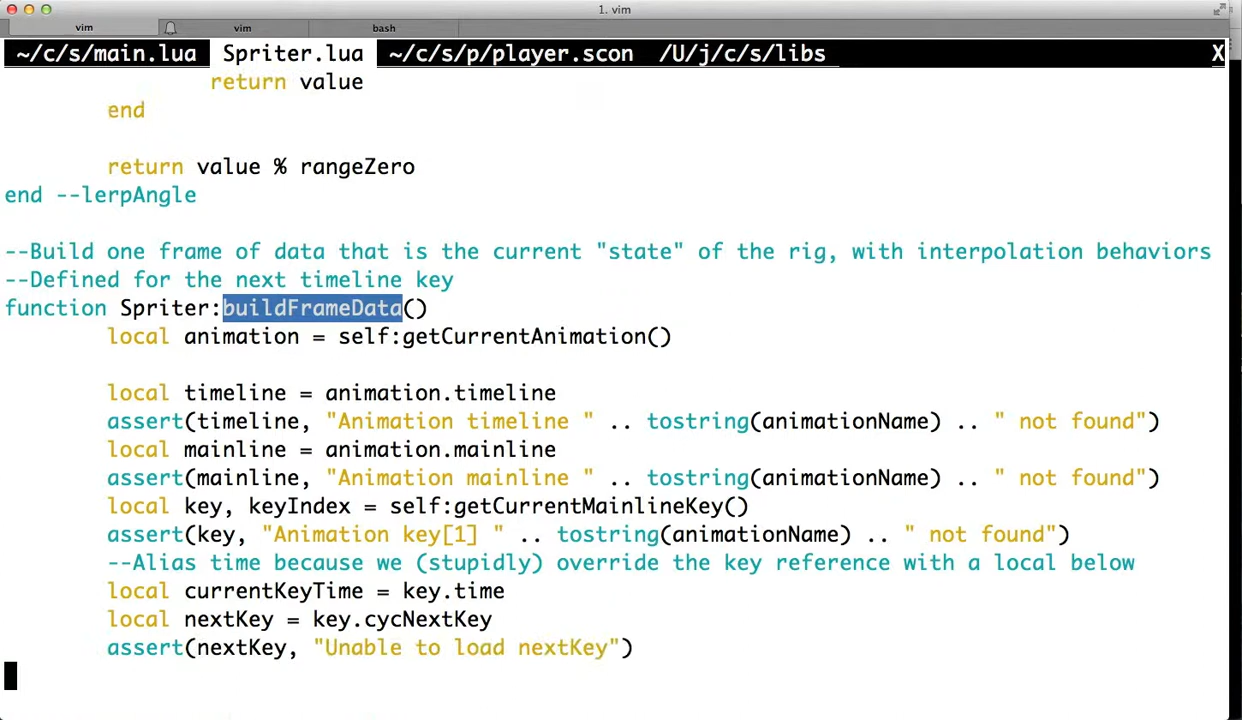 1. vim
vim vim bash
~/c/s/main.lua Spriter.lua ~/c/s/p/player.scon /U/j/c/s/libs X
return value
end
return value % rangeZero
end --lerpAngle
--Build one frame of data that is the current "state" of the rig, with interpolation behaviors
--Defined for the next timeline key
function Spriter:buildFrameData()
local animation = self:getCurrentAnimation()
local timeline = animation.timeline
assert(timeline, "Animation timeline " .. tostring(animationName) .. " not found")
local mainline = animation.mainline
assert(mainline, "Animation mainline " .. tostring(animationName) .. " not found")
local key, keyIndex = self:getCurrentMainlineKey()
assert(key, "Animation key[1] " .. tostring(animationName) .. " not found")
--Alias time because we (stupidly) override the key reference with a local below
local currentKeyTime = key.time
local nextKey = key.cycNextKey
assert(nextKey, "Unable to load nextKey")